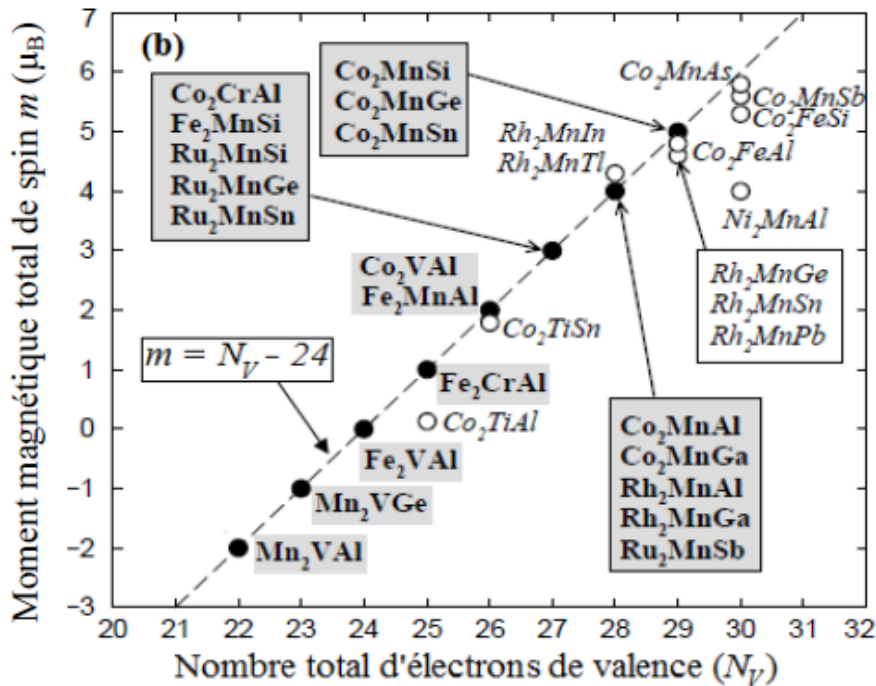 (b)
Moment magnétique total de spin m (μB)
7
6
5
4
3
2
1
0
−1
−2
−3
Co₂CrAl
Fe₂MnSi
Ru₂MnSi
Ru₂MnGe
Ru₂MnSn
Co₂MnSi
Co₂MnGe
Co₂MnSn
Co₂MnAs
Co₂MnSb
Co₂FeSi
Rh₂MnIn
Rh₂MnTl
Co₂FeAl
Ni₂MnAl
Rh₂MnGe
Rh₂MnSn
Rh₂MnPb
Co₂VAl
Fe₂MnAl
Co₂TiSn
m = N_V − 24
Fe₂CrAl
Co₂TiAl
Fe₂VAl
Mn₂VGe
Mn₂VAl
Co₂MnAl
Co₂MnGa
Rh₂MnAl
Rh₂MnGa
Ru₂MnSb
20 21 22 23 24 25 26 27 28 29 30 31 32
Nombre total d'électrons de valence (N_V)